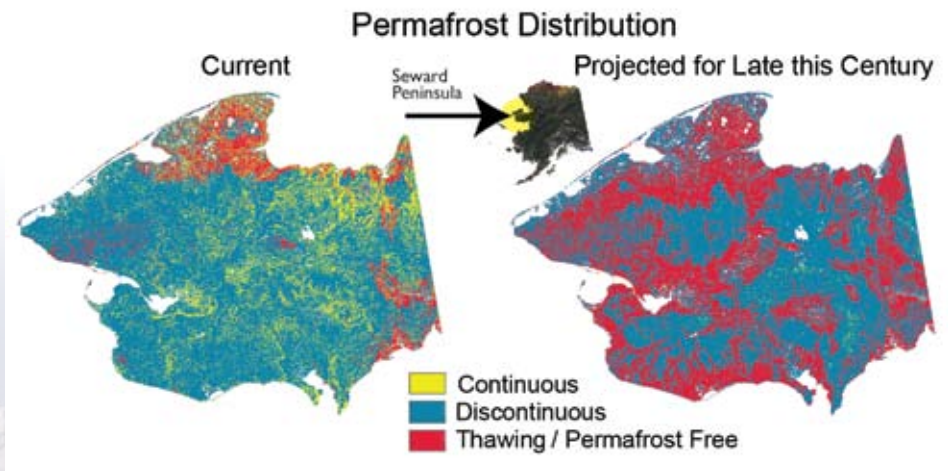 Permafrost Distribution
Current
Seward
Peninsula
Projected for Late this Century
Continuous
Discontinuous
Thawing / Permafrost Free